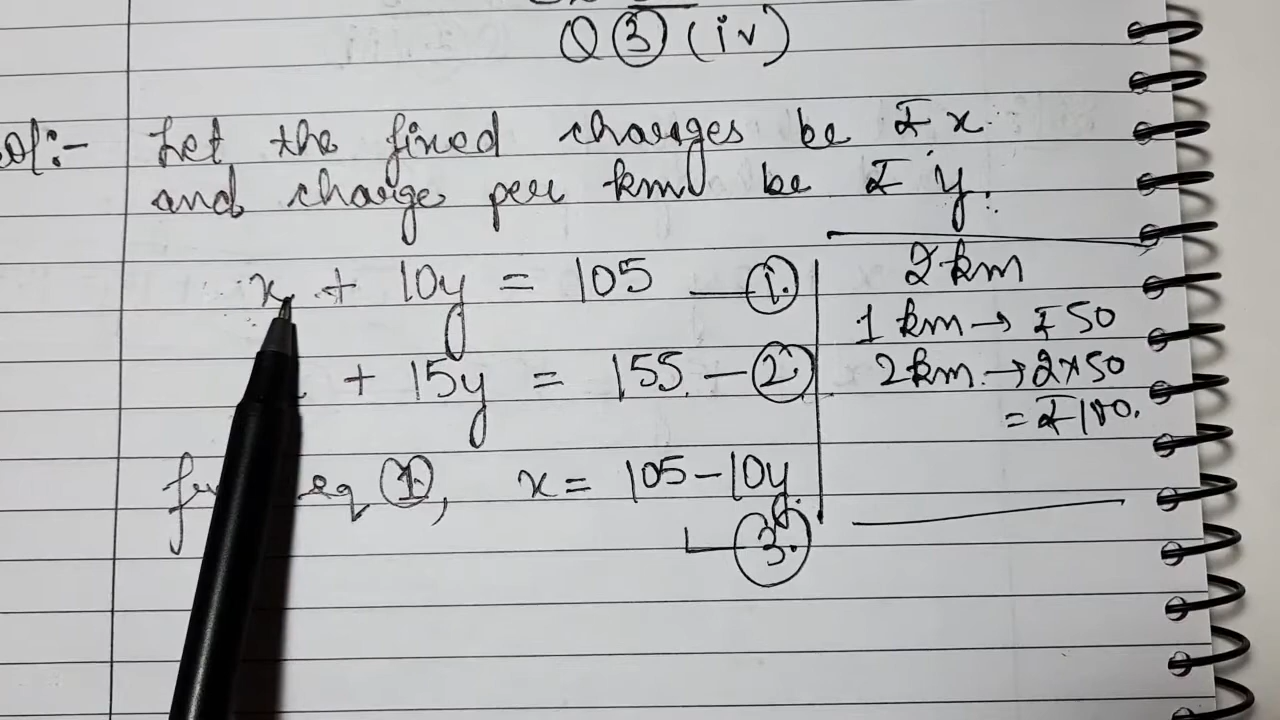 Q ③ (iv)
Sol:- Let the fixed charges be ₹ x.
and charge per km be ₹ y.
x + 10y = 105 — ①
+ 15y = 155 — ②
eq ①, x = 105 – 10y.
③
2 km
1 km → ₹ 50
2 km → 2 × 50
= ₹ 100.